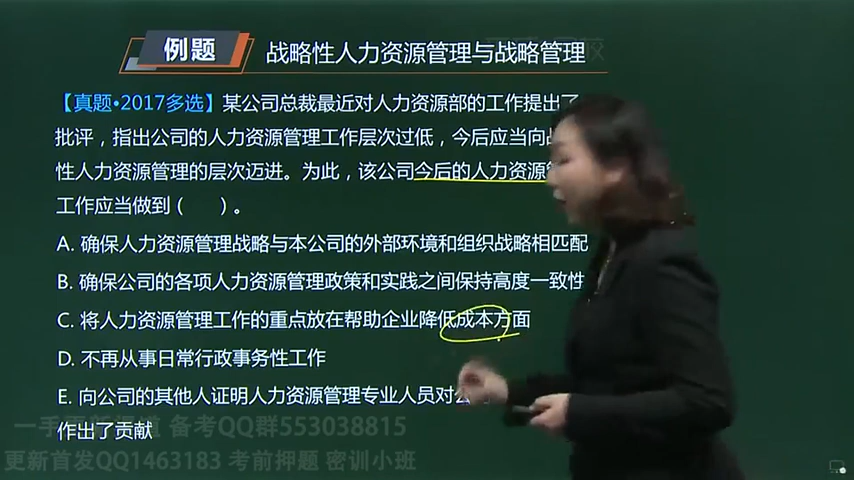 例题
战略性人力资源管理与战略管理
【真题•2017多选】某公司总裁最近对人力资源部的工作提出了
批评，指出公司的人力资源管理工作层次过低，今后应当向
性人力资源管理的层次迈进。为此，该公司今后的人力资源
工作应当做到（ ）。
A. 确保人力资源管理战略与本公司的外部环境和组织战略相匹配
B. 确保公司的各项人力资源管理政策和实践之间保持高度一致性
C. 将人力资源管理工作的重点放在帮助企业降低成本方面
D. 不再从事日常行政事务性工作
E. 向公司的其他人证明人力资源管理专业人员对公
作出了贡献
备考QQ群553038815
更新首发QQ1463183 考前押题 密训小班